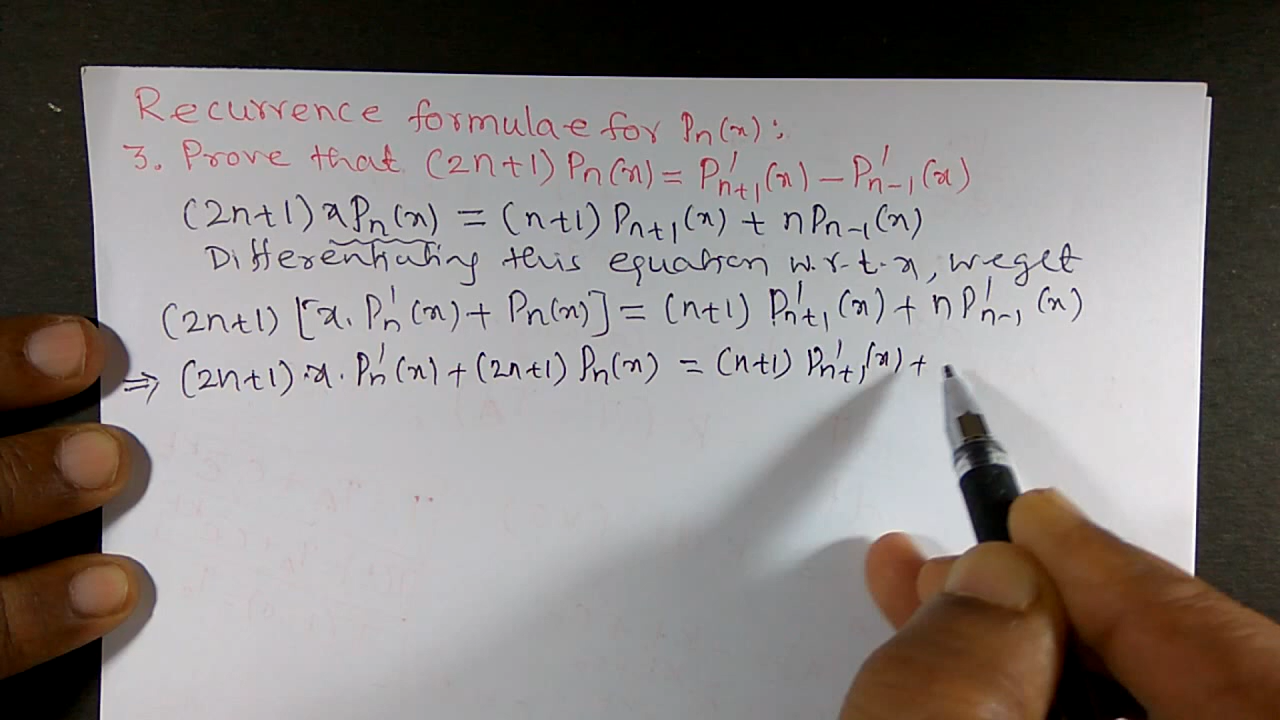 Recurrence formulae for Pn(x):
3. Prove that (2n+1) Pn(x) = P'n+1(x) - P'n-1(x)
(2n+1) x Pn(x) = (n+1) Pn+1(x) + n Pn-1(x)
Differentiating this equation w.r.t.x, we get
(2n+1) [x. Pn'(x) + Pn(x)] = (n+1) P'n+1(x) + n P'n-1(x)
⇒ (2n+1).x. Pn'(x) + (2n+1) Pn(x) = (n+1) P'n+1(x) +